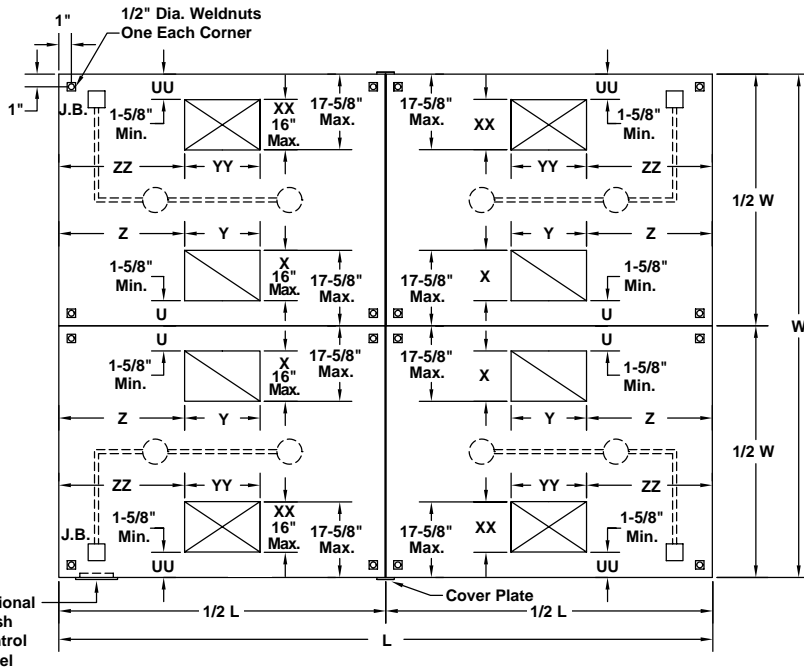 1"
1/2" Dia. Weldnuts
One Each Corner
1"
J.B.
UU
1-5/8"
Min.
XX
16"
Max.
17-5/8"
Max.
17-5/8"
Max.
XX
UU
1-5/8"
Min.
ZZ
YY
YY
ZZ
1/2 W
Z
Y
Y
Z
1-5/8"
Min.
X
16"
Max.
17-5/8"
Max.
17-5/8"
Max.
X
1-5/8"
Min.
U
U
W
U
U
1-5/8"
Min.
X
16"
Max.
17-5/8"
Max.
17-5/8"
Max.
X
1-5/8"
Min.
Z
Y
Y
Z
1/2 W
ZZ
YY
YY
ZZ
J.B.
1-5/8"
Min.
XX
16"
Max.
17-5/8"
Max.
17-5/8"
Max.
XX
1-5/8"
Min.
UU
UU
ional
sh
trol
el
1/2 L
Cover Plate
1/2 L
L